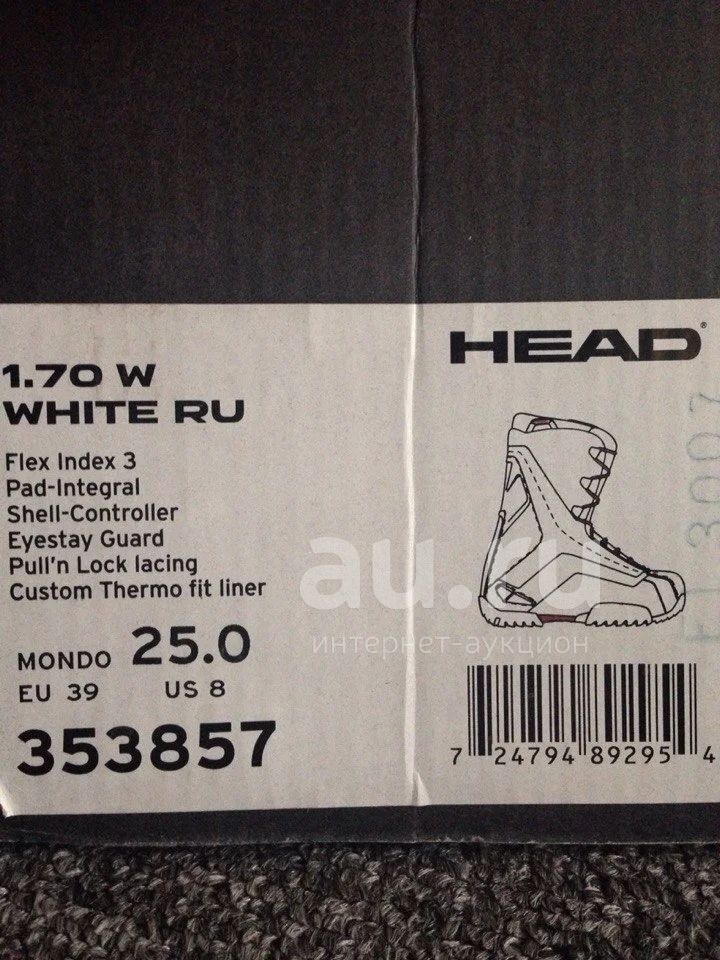 HEAD®
1.70 W
WHITE RU
Flex Index 3
Pad-Integral
Shell-Controller
Eyestay Guard
Pull'n Lock lacing
Custom Thermo fit liner
MONDO 25.0
EU 39 US 8
353857
7 24794 89295 4
au.ru
интернет-аукцион